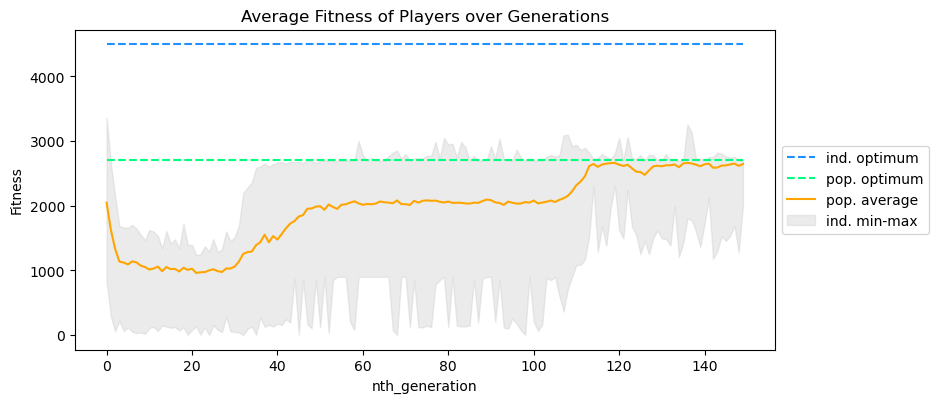 Average Fitness of Players over Generations
Fitness
4000
3000
2000
1000
0
0 20 40 60 80 100 120 140
nth_generation
ind. optimum
pop. optimum
pop. average
ind. min-max